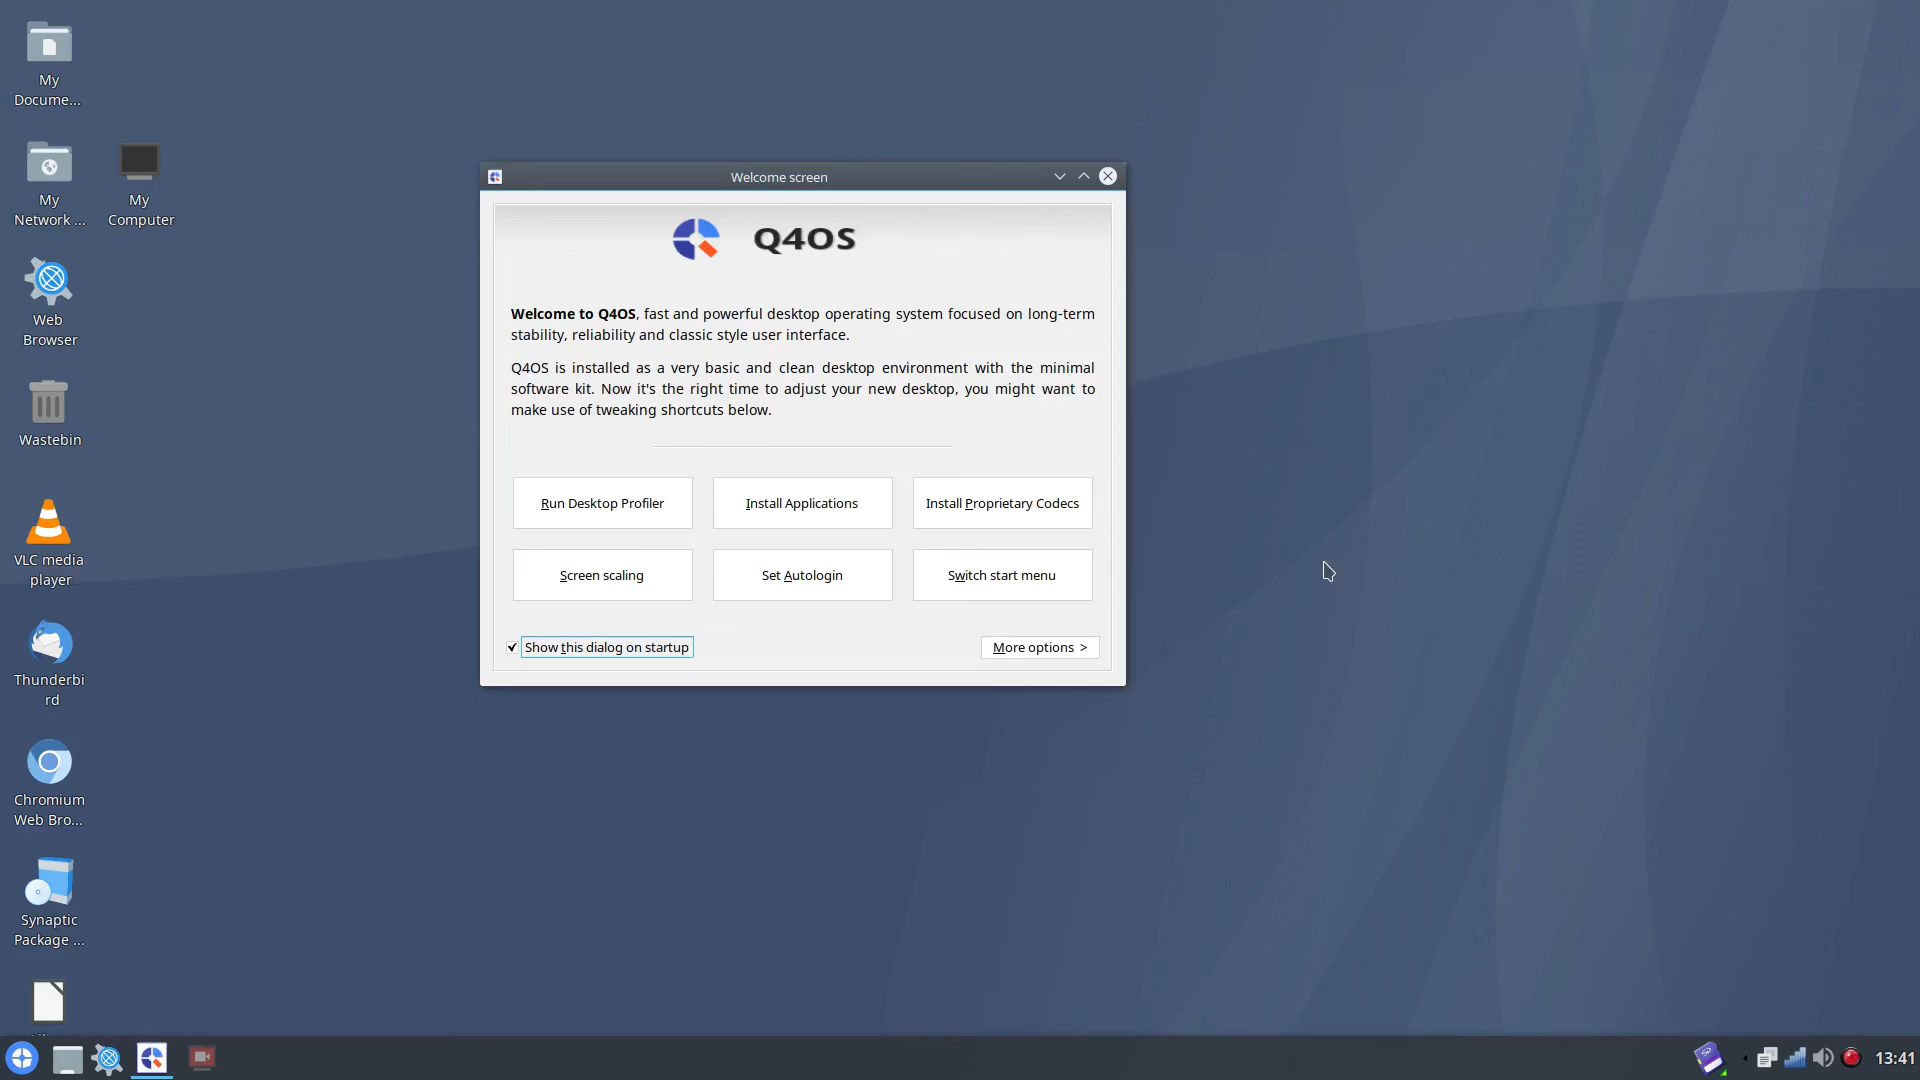 My
Docume...
My
Network ...
My
Computer
Web
Browser
Wastebin
VLC media
player
Thunderbi
rd
Chromium
Web Bro...
Synaptic
Package ...
Welcome screen
Q4OS
Welcome to Q4OS, fast and powerful desktop operating system focused on long-term
stability, reliability and classic style user interface.
Q4OS is installed as a very basic and clean desktop environment with the minimal
software kit. Now it's the right time to adjust your new desktop, you might want to
make use of tweaking shortcuts below.
Run Desktop Profiler
Install Applications
Install Proprietary Codecs
Screen scaling
Set Autologin
Switch start menu
Show this dialog on startup
More options >
13:41